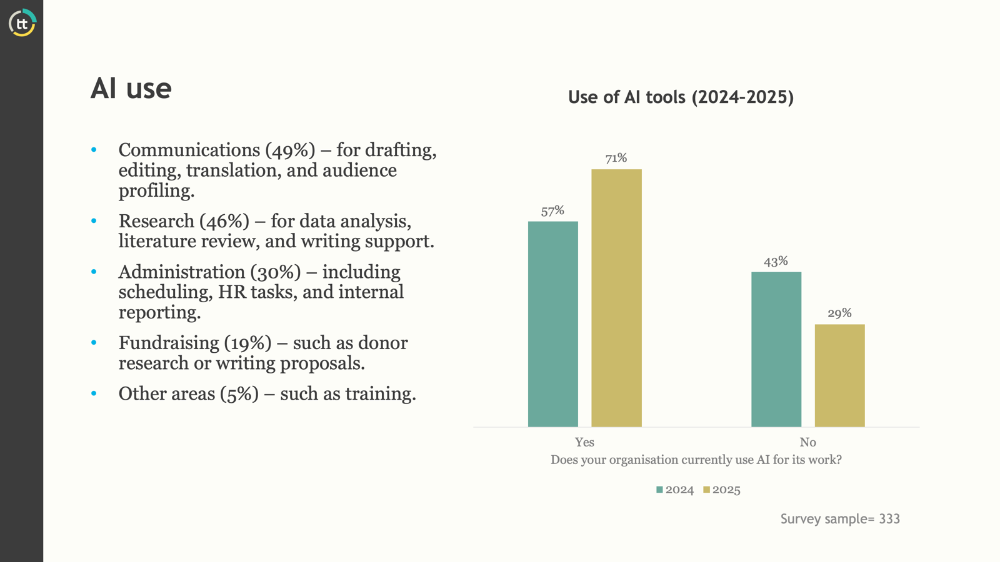 tt
AI use
• Communications (49%) – for drafting,
editing, translation, and audience
profiling.
• Research (46%) – for data analysis,
literature review, and writing support.
• Administration (30%) – including
scheduling, HR tasks, and internal
reporting.
• Fundraising (19%) – such as donor
research or writing proposals.
• Other areas (5%) – such as training.
Use of AI tools (2024–2025)
57%
71%
43%
29%
Yes
No
Does your organisation currently use AI for its work?
2024 2025
Survey sample= 333